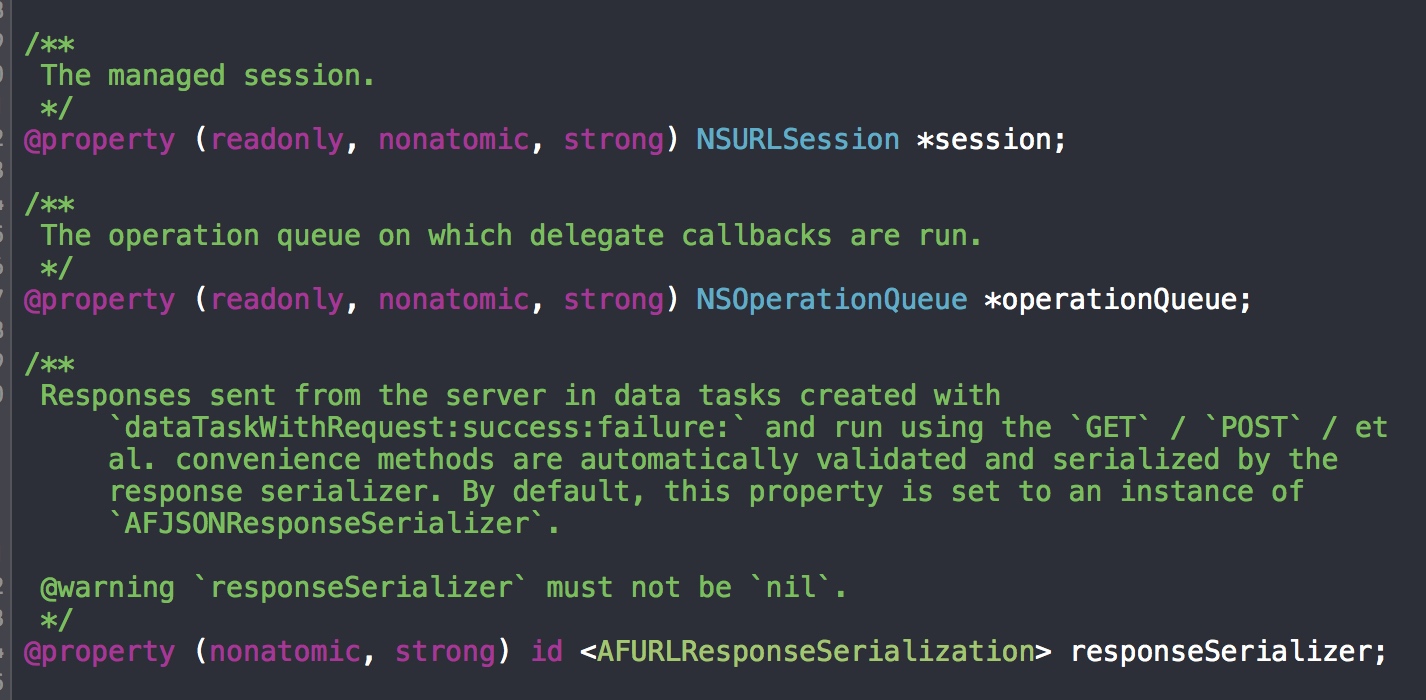 /**
The managed session.
*/
@property (readonly, nonatomic, strong) NSURLSession *session;
/**
The operation queue on which delegate callbacks are run.
*/
@property (readonly, nonatomic, strong) NSOperationQueue *operationQueue;
/**
Responses sent from the server in data tasks created with
`dataTaskWithRequest:success:failure:` and run using the `GET` / `POST` / et
al. convenience methods are automatically validated and serialized by the
response serializer. By default, this property is set to an instance of
`AFJSONResponseSerializer`.
@warning `responseSerializer` must not be `nil`.
*/
@property (nonatomic, strong) id <AFURLResponseSerialization> responseSerializer;